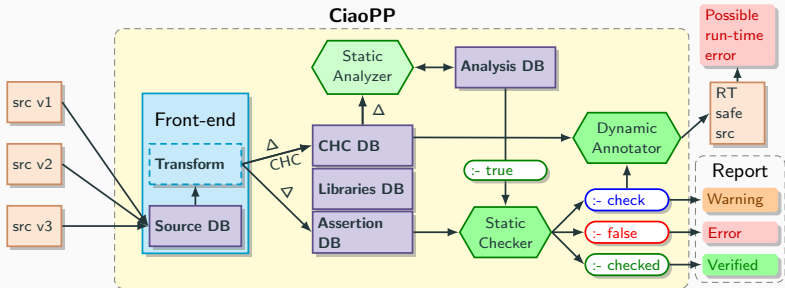 CiaoPP
Possible
run-time
error
Static
Analyzer
Analysis DB
src v1
Front-end
RT
safe
src
Δ
Δ
CHC
CHC DB
Dynamic
Annotator
src v2
Transform
:- true
Report
Δ
Libraries DB
:- check
Warning
src v3
Source DB
Assertion
DB
Static
Checker
:- false
Error
:- checked
Verified